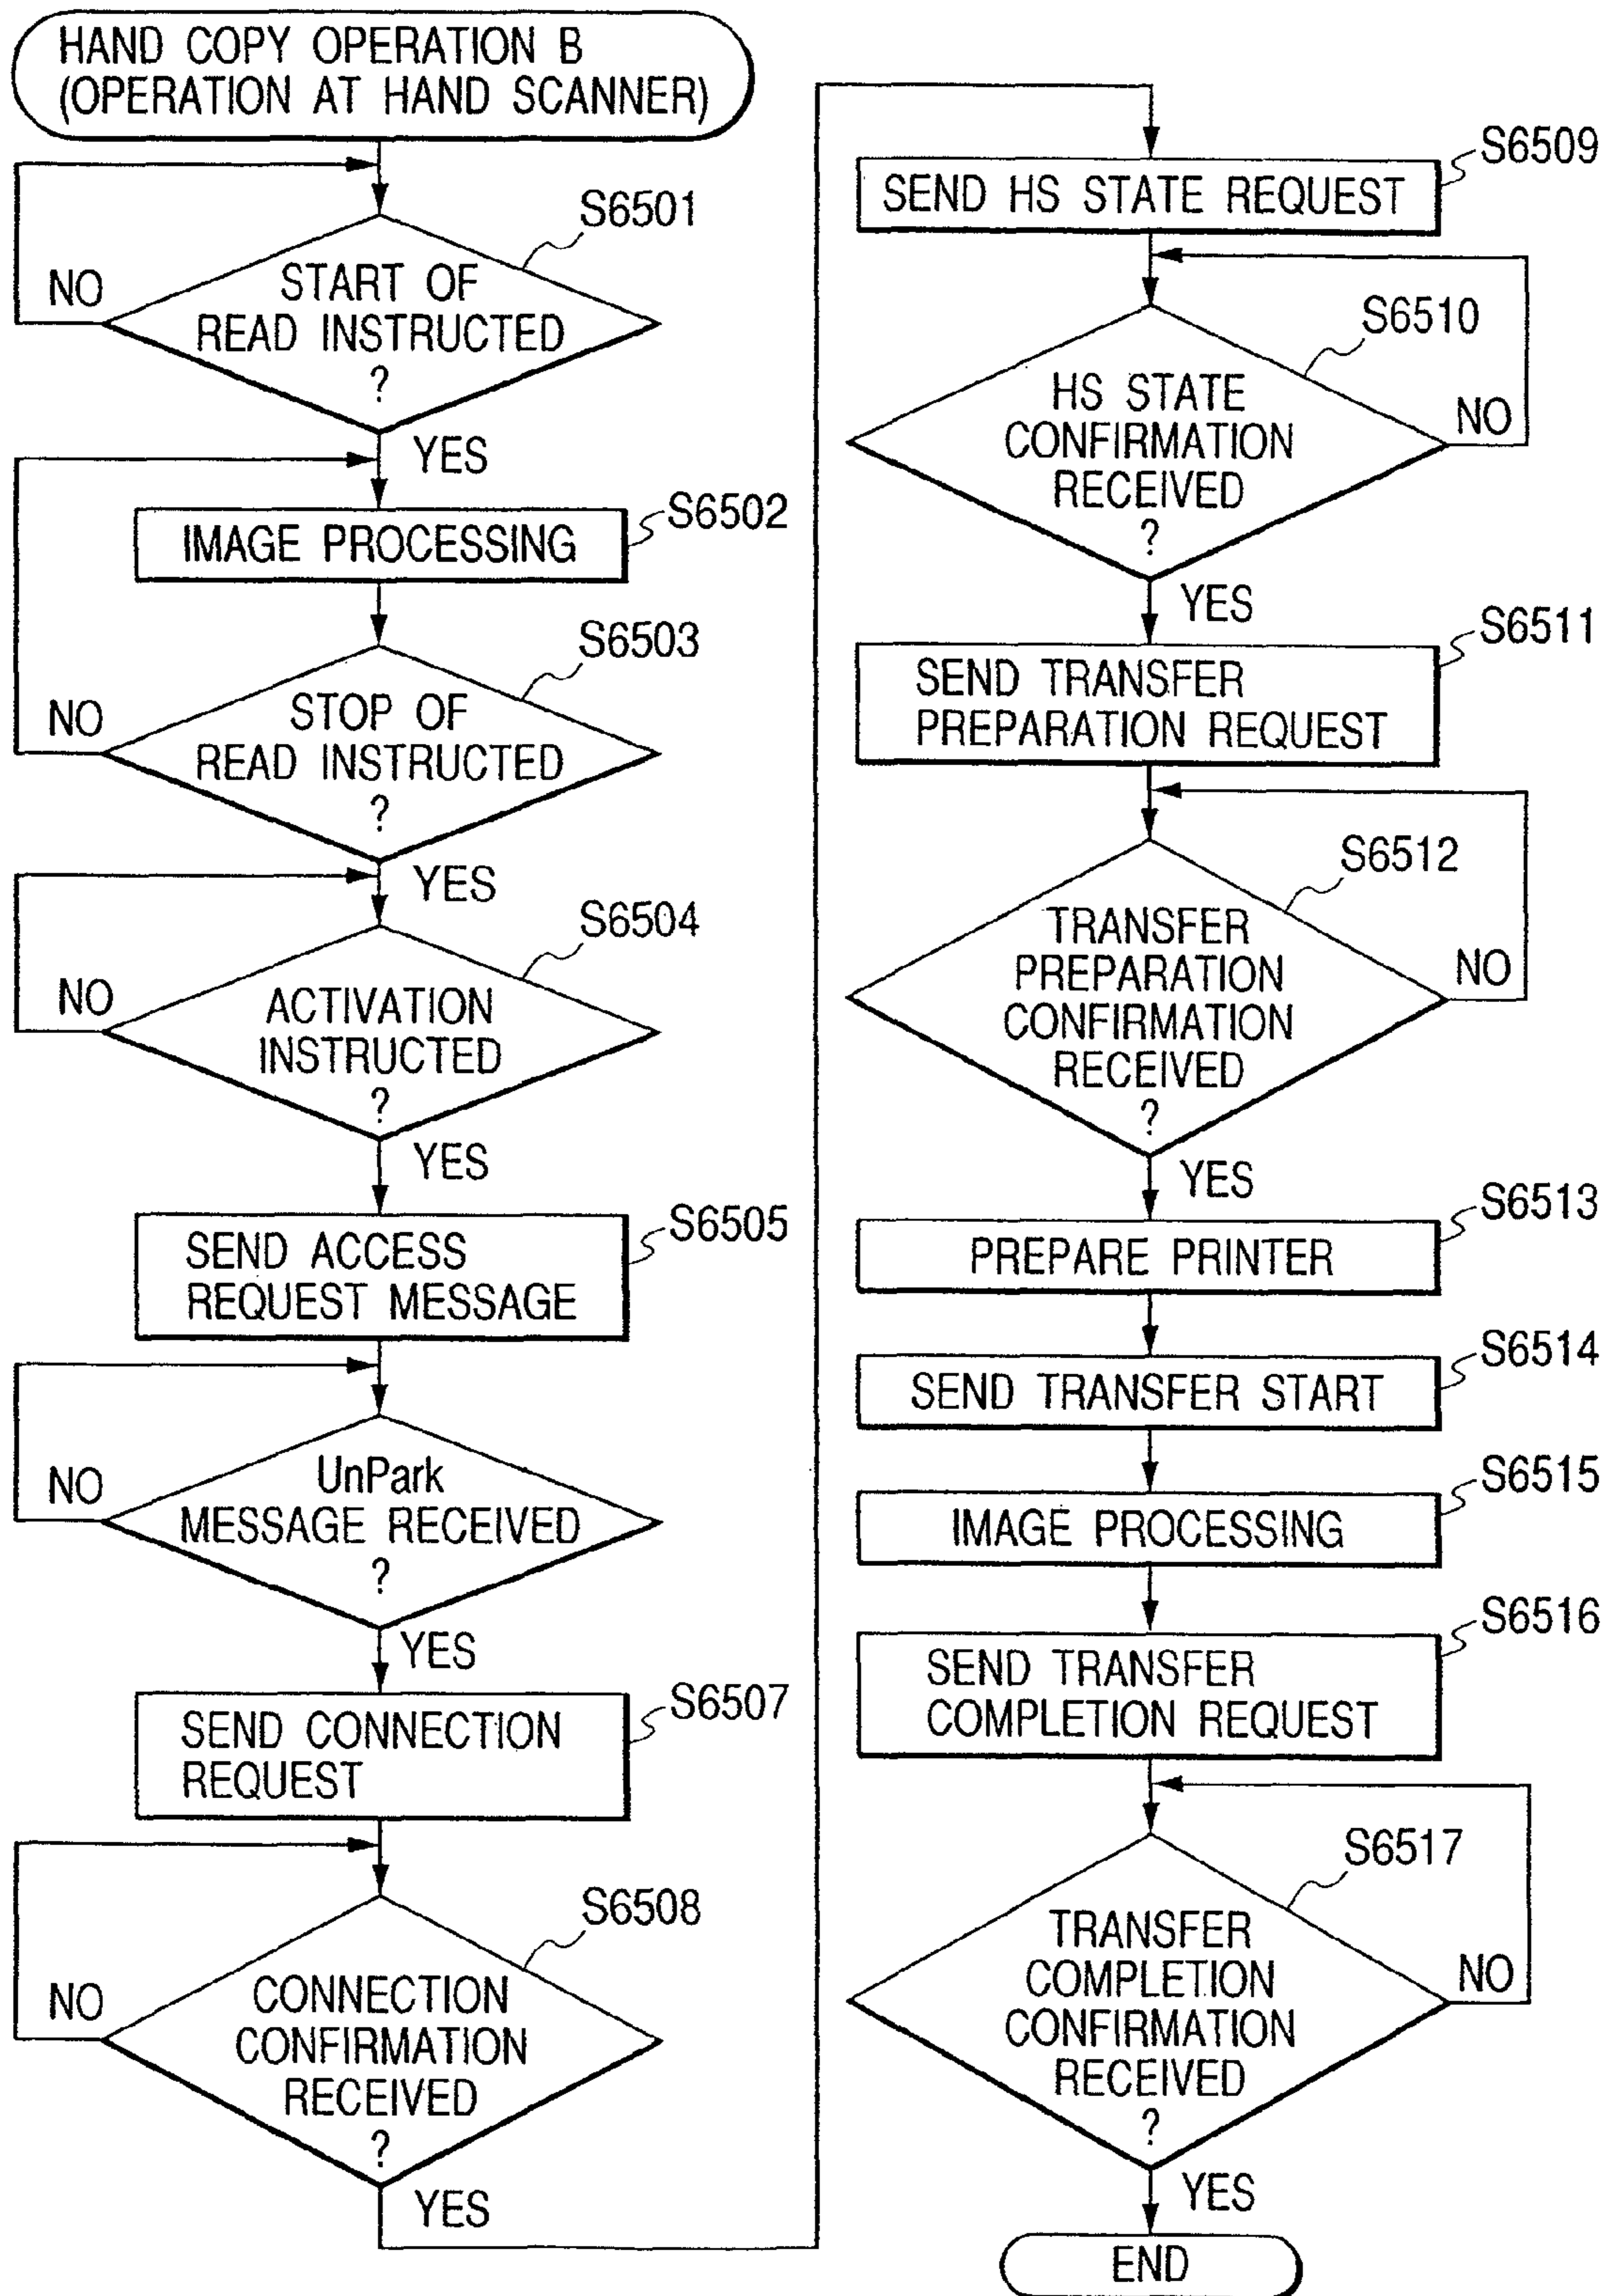 HAND COPY OPERATION B
(OPERATION AT HAND SCANNER)
S6501
START OF
READ INSTRUCTED
?
NO
YES
S6502
IMAGE PROCESSING
S6503
STOP OF
READ INSTRUCTED
?
NO
YES
S6504
ACTIVATION
INSTRUCTED
?
NO
YES
S6505
SEND ACCESS
REQUEST MESSAGE
UnPark
MESSAGE RECEIVED
?
NO
YES
S6507
SEND CONNECTION
REQUEST
S6508
CONNECTION
CONFIRMATION
RECEIVED
?
NO
YES
S6509
SEND HS STATE REQUEST
S6510
HS STATE
CONFIRMATION
RECEIVED
?
NO
YES
S6511
SEND TRANSFER
PREPARATION REQUEST
S6512
TRANSFER
PREPARATION
CONFIRMATION
RECEIVED
?
NO
YES
S6513
PREPARE PRINTER
S6514
SEND TRANSFER START
S6515
IMAGE PROCESSING
S6516
SEND TRANSFER
COMPLETION REQUEST
S6517
TRANSFER
COMPLETION
CONFIRMATION
RECEIVED
?
NO
YES
END